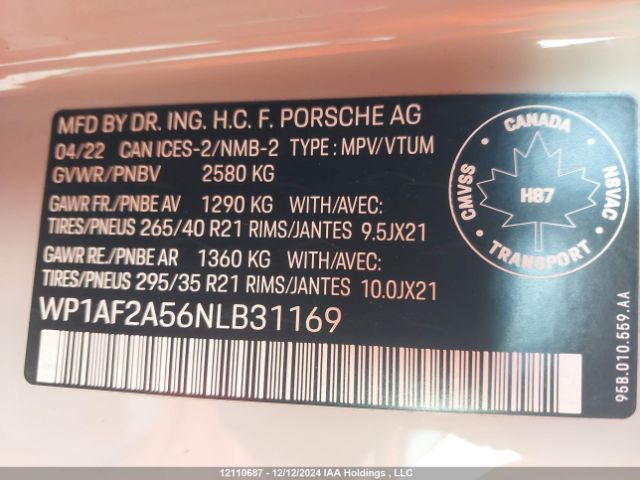 MFD BY DR. ING. H.C. F. PORSCHE AG
04/22 CAN ICES-2/NMB-2 TYPE : MPV/VTUM
GVWR/PNBV 2580 KG
GAWR FR./PNBE AV 1290 KG WITH/AVEC:
TIRES/PNEUS 265/40 R21 RIMS/JANTES 9.5JX21
GAWR RE./PNBE AR 1360 KG WITH/AVEC:
TIRES/PNEUS 295/35 R21 RIMS/JANTES 10.0JX21
WP1AF2A56NLB31169
CANADA
CMVSS
NSVAC
H87
TRANSPORT
95B.010.559.AA
12110687 - 12/12/2024 IAA Holdings , LLC